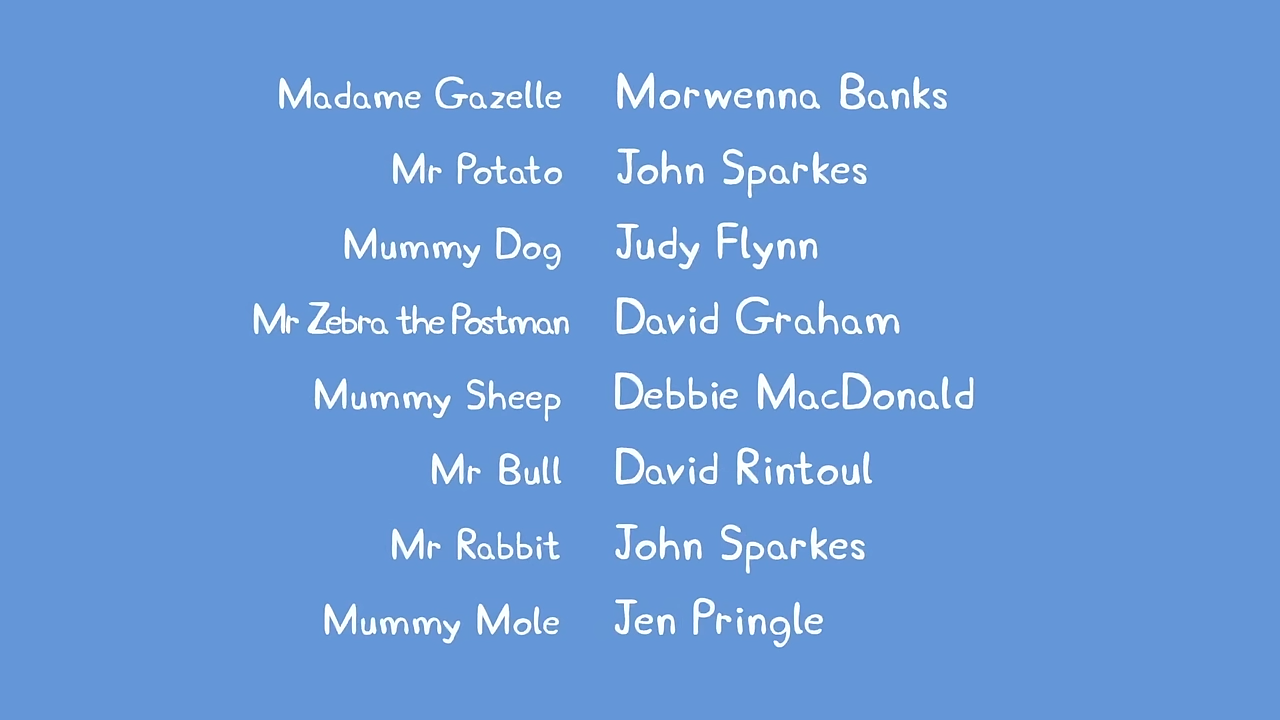 Madame Gazelle Morwenna Banks
Mr Potato John Sparkes
Mummy Dog Judy Flynn
Mr Zebra the Postman David Graham
Mummy Sheep Debbie MacDonald
Mr Bull David Rintoul
Mr Rabbit John Sparkes
Mummy Mole Jen Pringle